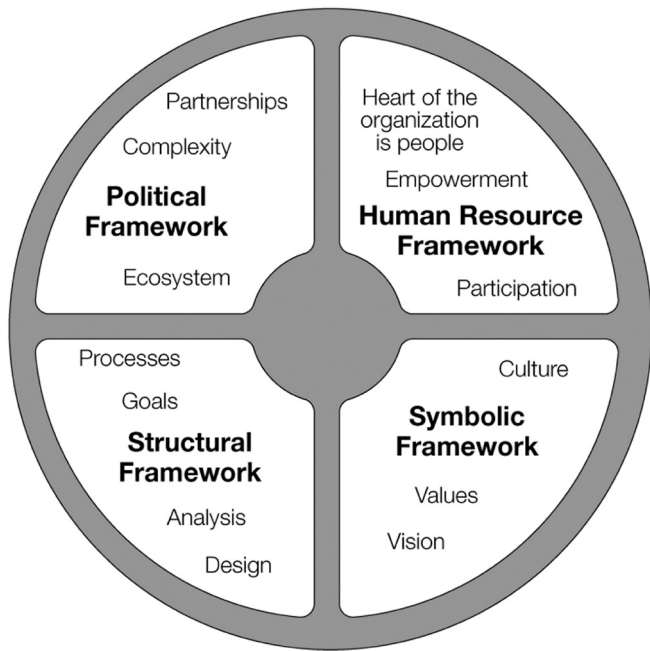 Partnerships
Complexity
Political
Framework
Ecosystem
Heart of the
organization
is people
Empowerment
Human Resource
Framework
Participation
Processes
Goals
Structural
Framework
Analysis
Design
Culture
Symbolic
Framework
Values
Vision